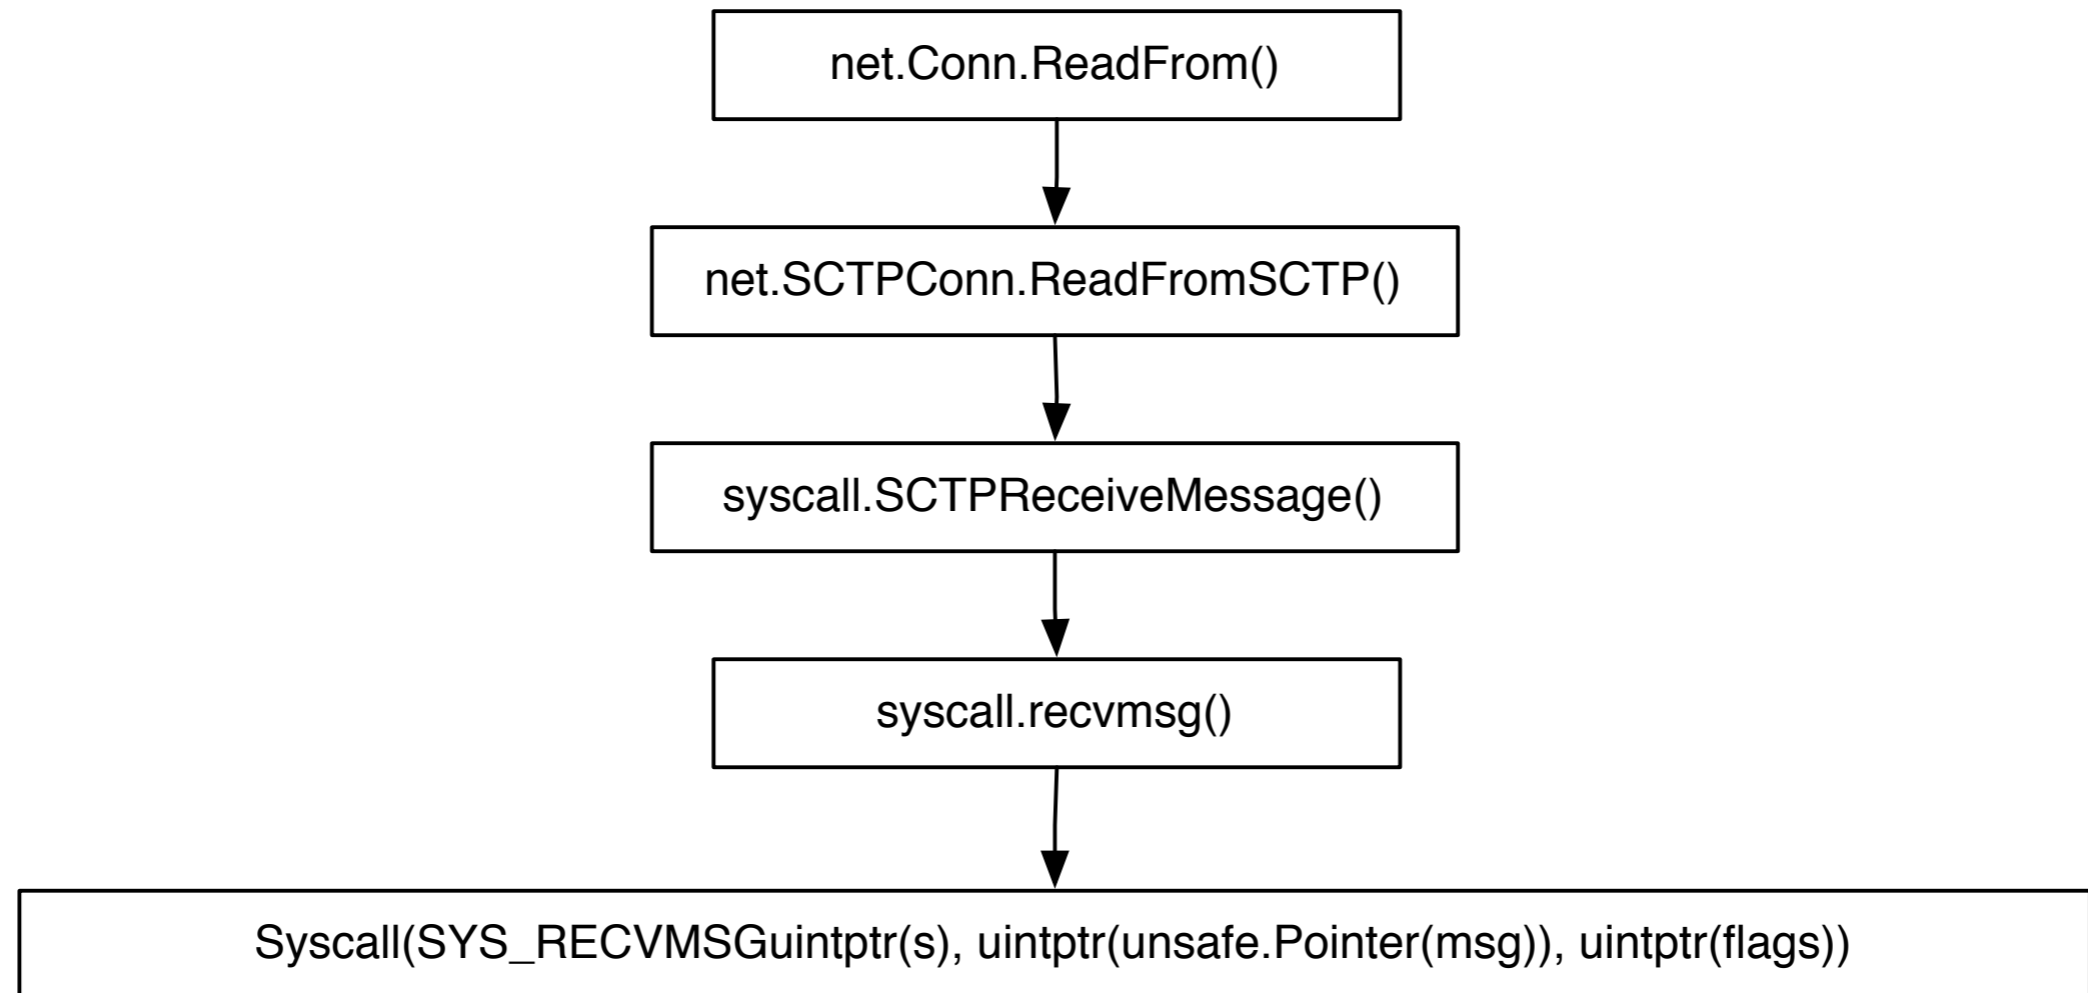 net.Conn.ReadFrom()
net.SCTPConn.ReadFromSCTP()
syscall.SCTPReceiveMessage()
syscall.recvmsg()
Syscall(SYS_RECVMSGuintptr(s), uintptr(unsafe.Pointer(msg)), uintptr(flags))